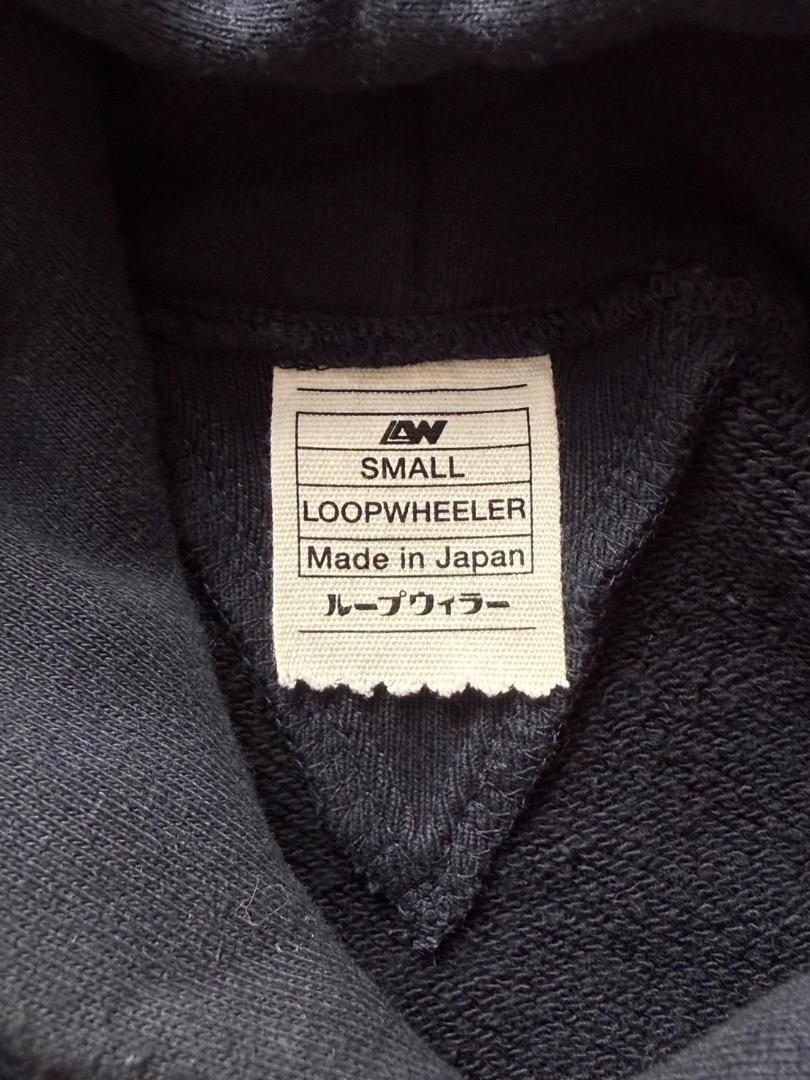 LW
SMALL
LOOPWHEELER
Made in Japan
ループウィラー